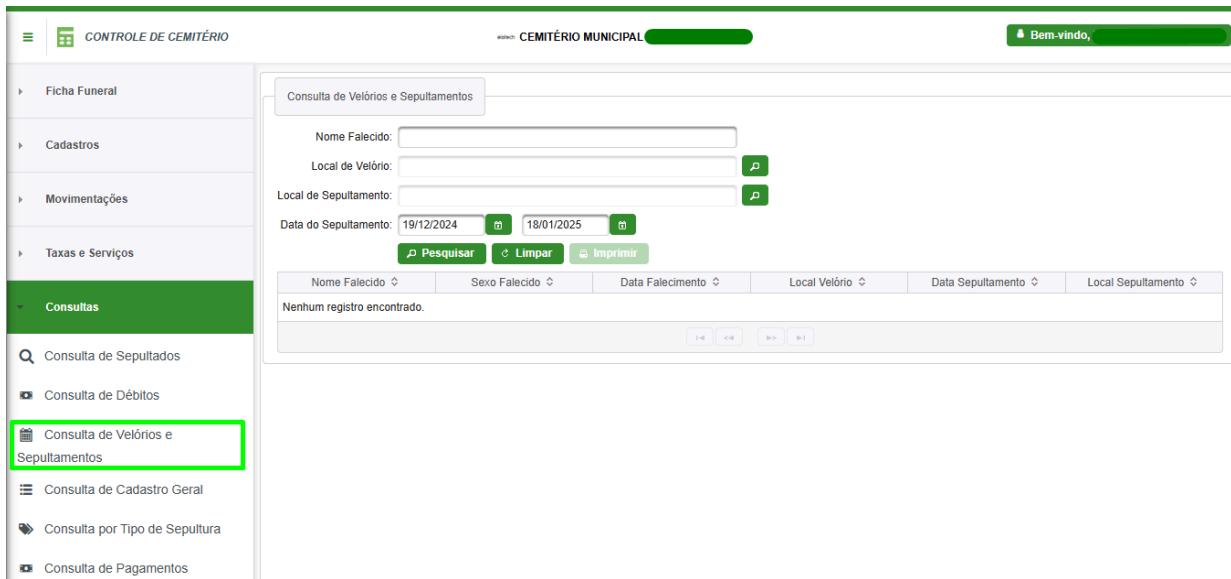 CONTROLE DE CEMITÉRIO
CEMITÉRIO MUNICIPAL
Bem-vindo,
Ficha Funeral
Cadastros
Movimentações
Taxas e Serviços
Consultas
Consulta de Sepultados
Consulta de Débitos
Consulta de Velórios e
Sepultamentos
Consulta de Cadastro Geral
Consulta por Tipo de Sepultura
Consulta de Pagamentos
Consulta de Velórios e Sepultamentos
Nome Falecido:
Local de Velório:
Local de Sepultamento:
Data do Sepultamento: 19/12/2024 18/01/2025
Pesquisar Limpar Imprimir
Nome Falecido Sexo Falecido Data Falecimento Local Velório Data Sepultamento Local Sepultamento
Nenhum registro encontrado.